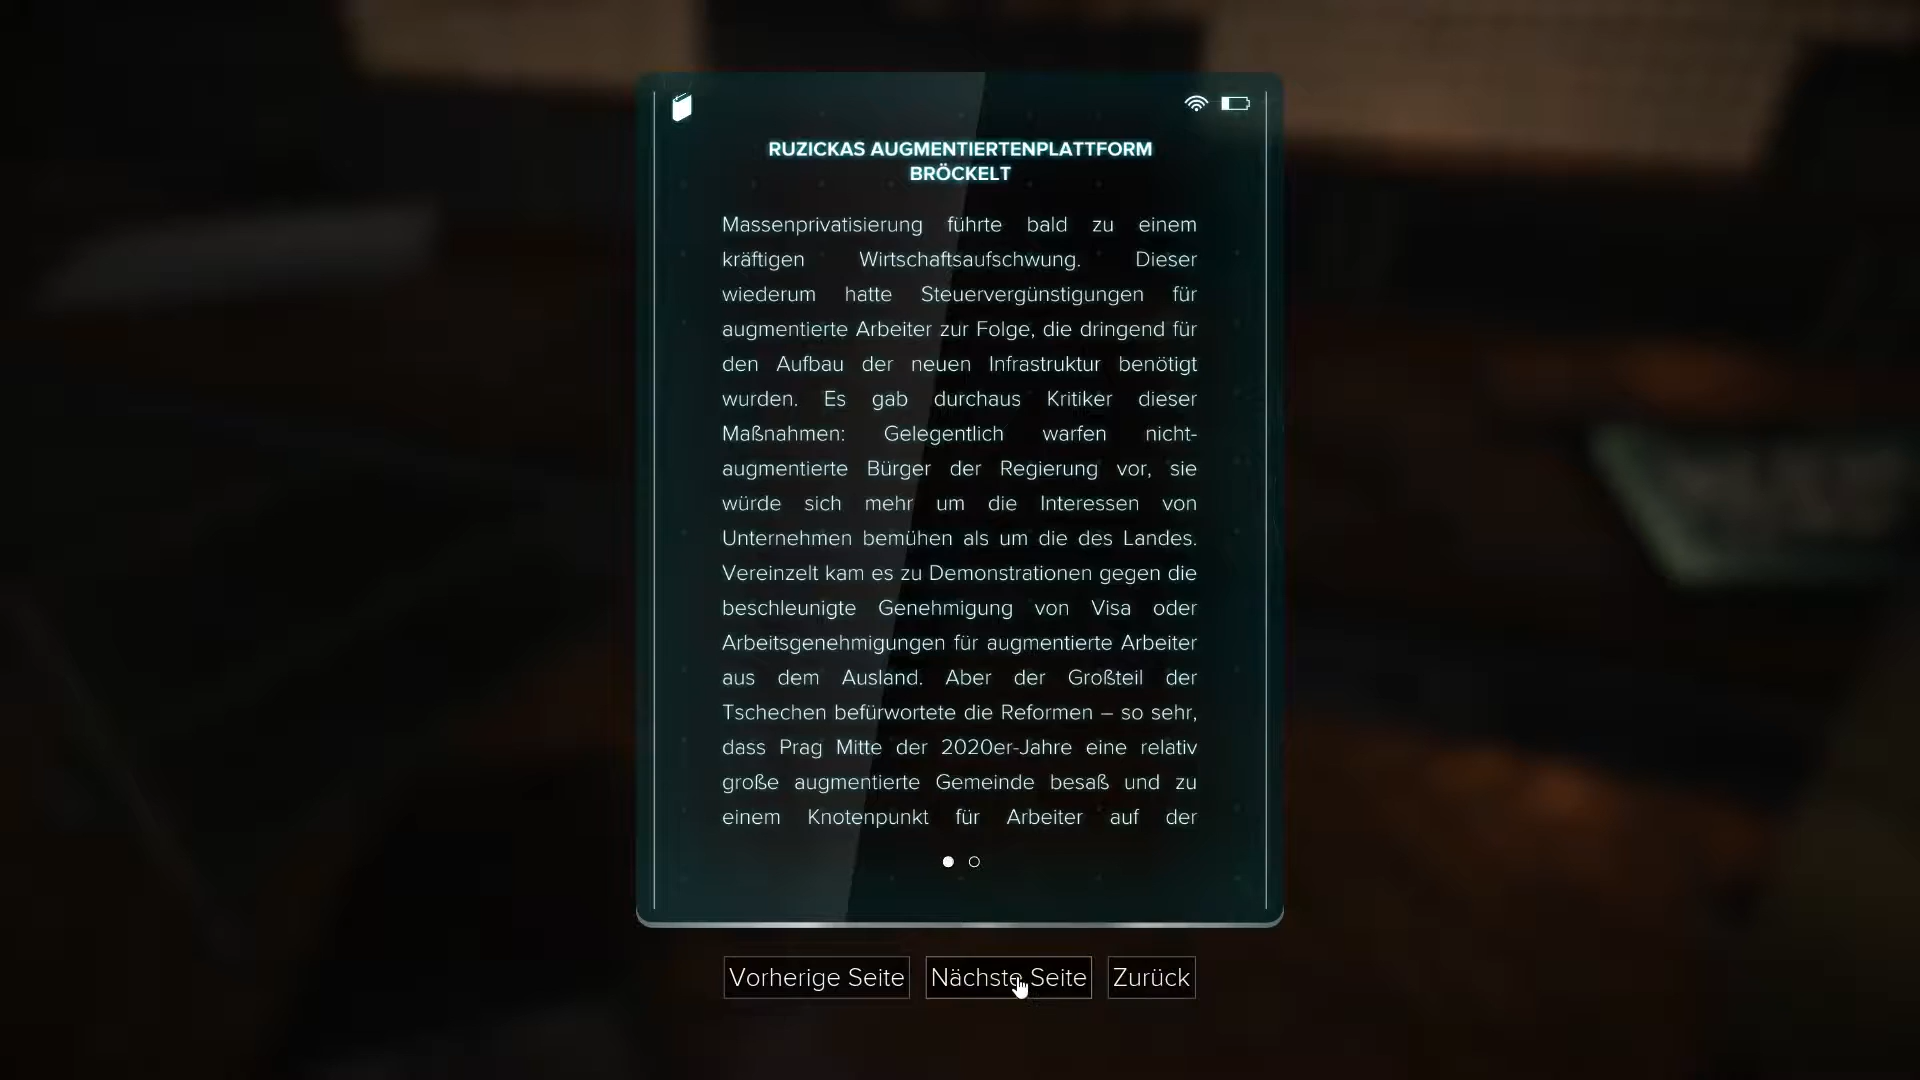 RUZICKAS AUGMENTIERTENPLATTFORM
BRÖCKELT
Massenprivatisierung führte bald zu einem
kräftigen Wirtschaftsaufschwung. Dieser
wiederum hatte Steuervergünstigungen für
augmentierte Arbeiter zur Folge, die dringend für
den Aufbau der neuen Infrastruktur benötigt
wurden. Es gab durchaus Kritiker dieser
Maßnahmen: Gelegentlich warfen nicht-
augmentierte Bürger der Regierung vor, sie
würde sich mehr um die Interessen von
Unternehmen bemühen als um die des Landes.
Vereinzelt kam es zu Demonstrationen gegen die
beschleunigte Genehmigung von Visa oder
Arbeitsgenehmigungen für augmentierte Arbeiter
aus dem Ausland. Aber der Großteil der
Tschechen befürwortete die Reformen – so sehr,
dass Prag Mitte der 2020er-Jahre eine relativ
große augmentierte Gemeinde besaß und zu
einem Knotenpunkt für Arbeiter auf der
Vorherige Seite Nächste Seite Zurück